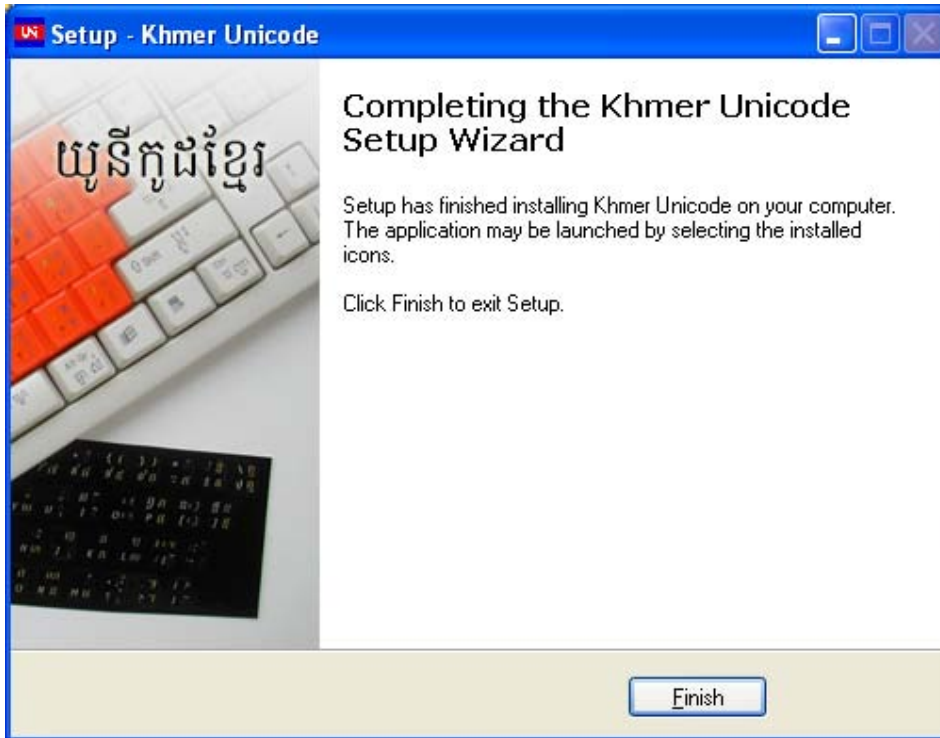 Setup - Khmer Unicode
យូនីកូដខ្មែរ
Completing the Khmer Unicode
Setup Wizard
Setup has finished installing Khmer Unicode on your computer.
The application may be launched by selecting the installed
icons.
Click Finish to exit Setup.
Finish